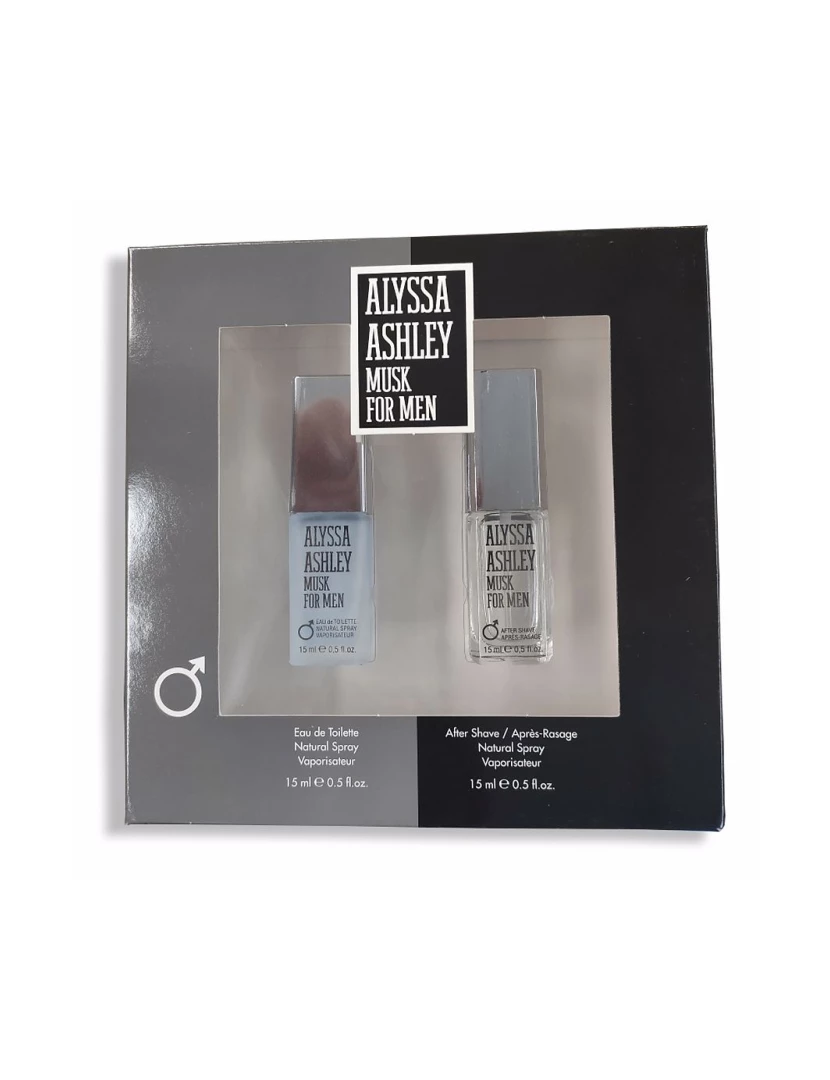 ALYSSA
ASHLEY
MUSK
FOR MEN
ALYSSA
ASHLEY
MUSK
FOR MEN
EAU de TOILETTE
NATURAL SPRAY
VAPORISATEUR
15 ml e 0,5 fl.oz.
ALYSSA
ASHLEY
MUSK
FOR MEN
AFTER SHAVE
APRÈS-RASAGE
15 ml e 0,5 fl.oz.
Eau de Toilette
Natural Spray
Vaporisateur
15 ml e 0.5 fl.oz.
After Shave / Après-Rasage
Natural Spray
Vaporisateur
15 ml e 0.5 fl.oz.